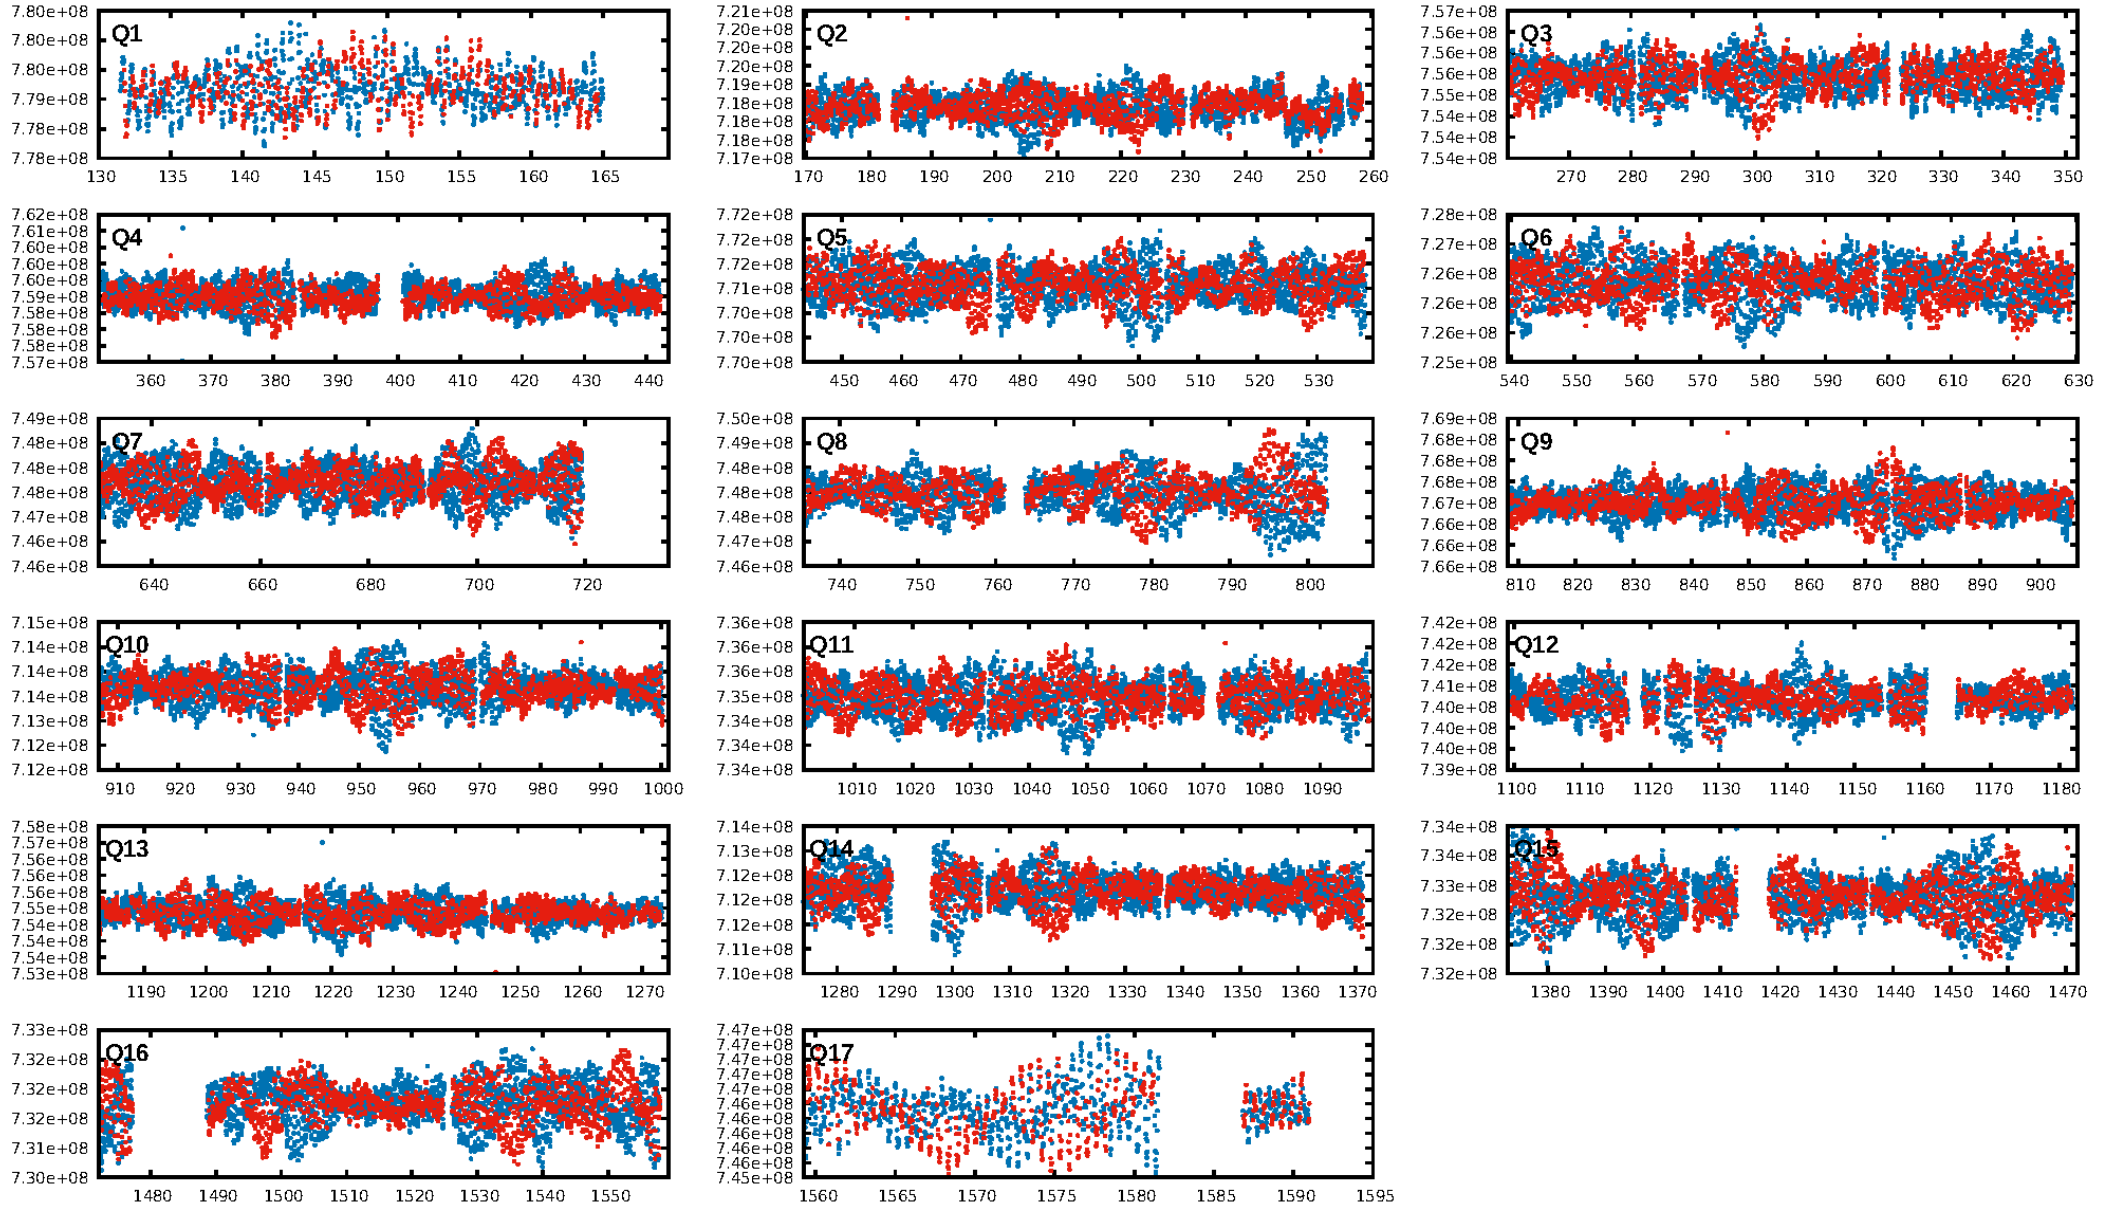 7.80e+08 7.80e+08 7.80e+08 7.79e+08 7.78e+08 7.78e+08
Q1
130 135 140 145 150 155 160 165
7.21e+08 7.20e+08 7.20e+08 7.20e+08 7.19e+08 7.18e+08 7.18e+08 7.18e+08 7.17e+08
Q2
170 180 190 200 210 220 230 240 250 260
7.57e+08 7.56e+08 7.56e+08 7.56e+08 7.55e+08 7.54e+08 7.54e+08 7.54e+08
Q3
270 280 290 300 310 320 330 340 350
7.62e+08 7.61e+08 7.60e+08 7.60e+08 7.60e+08 7.59e+08 7.58e+08 7.58e+08 7.58e+08 7.57e+08
Q4
360 370 380 390 400 410 420 430 440
7.72e+08 7.72e+08 7.72e+08 7.71e+08 7.70e+08 7.70e+08 7.70e+08
Q5
450 460 470 480 490 500 510 520 530
7.28e+08 7.27e+08 7.26e+08 7.26e+08 7.26e+08 7.25e+08
Q6
540 550 560 570 580 590 600 610 620 630
7.49e+08 7.48e+08 7.48e+08 7.48e+08 7.47e+08 7.46e+08 7.46e+08
Q7
640 660 680 700 720
7.50e+08 7.49e+08 7.48e+08 7.48e+08 7.48e+08 7.47e+08 7.46e+08
Q8
740 750 760 770 780 790 800
7.69e+08 7.68e+08 7.68e+08 7.68e+08 7.67e+08 7.66e+08 7.66e+08 7.66e+08
Q9
810 820 830 840 850 860 870 880 890 900
7.15e+08 7.14e+08 7.14e+08 7.14e+08 7.13e+08 7.12e+08 7.12e+08
Q10
910 920 930 940 950 960 970 980 990 1000
7.36e+08 7.36e+08 7.36e+08 7.35e+08 7.34e+08 7.34e+08 7.34e+08
Q11
1010 1020 1030 1040 1050 1060 1070 1080 1090
7.42e+08 7.42e+08 7.42e+08 7.41e+08 7.40e+08 7.40e+08 7.40e+08 7.39e+08
Q12
1100 1110 1120 1130 1140 1150 1160 1170 1180
7.58e+08 7.57e+08 7.56e+08 7.56e+08 7.56e+08 7.55e+08 7.54e+08 7.54e+08 7.54e+08 7.53e+08
Q13
1190 1200 1210 1220 1230 1240 1250 1260 1270
7.14e+08 7.13e+08 7.12e+08 7.12e+08 7.12e+08 7.11e+08 7.10e+08
Q14
1280 1290 1300 1310 1320 1330 1340 1350 1360 1370
7.34e+08 7.34e+08 7.33e+08 7.32e+08 7.32e+08 7.32e+08
Q15
1380 1390 1400 1410 1420 1430 1440 1450 1460 1470
7.33e+08 7.32e+08 7.32e+08 7.32e+08 7.31e+08 7.30e+08
Q16
1480 1490 1500 1510 1520 1530 1540 1550
7.47e+08 7.47e+08 7.47e+08 7.47e+08 7.47e+08 7.46e+08 7.46e+08 7.46e+08 7.46e+08 7.46e+08 7.45e+08
Q17
1560 1565 1570 1575 1580 1585 1590 1595